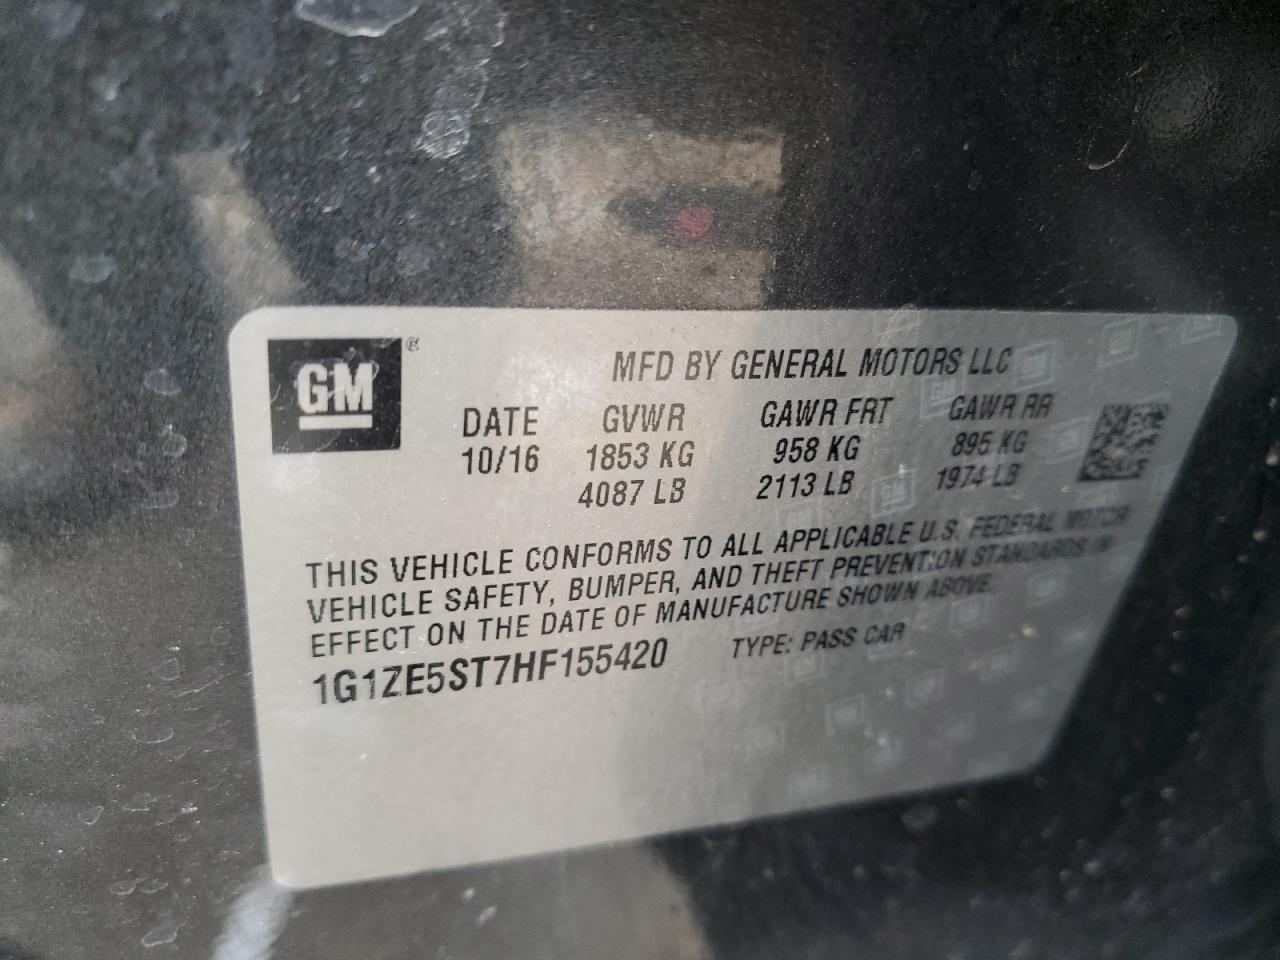 GM®
MFD BY GENERAL MOTORS LLC
DATE GVWR GAWR FRT GAWR RR
10/16 1853 KG 958 KG 895 KG
4087 LB 2113 LB 1974 LB
THIS VEHICLE CONFORMS TO ALL APPLICABLE U.S. FEDERAL MOTOR
VEHICLE SAFETY, BUMPER, AND THEFT PREVENTION STANDARDS IN
EFFECT ON THE DATE OF MANUFACTURE SHOWN ABOVE.
1G1ZE5ST7HF155420 TYPE: PASS CAR